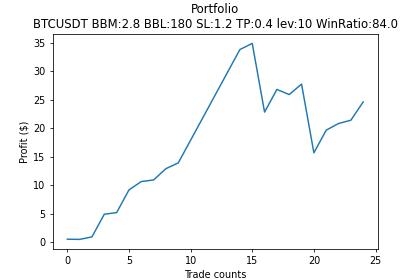 Portfolio
BTCUSDT BBM:2.8 BBL:180 SL:1.2 TP:0.4 lev:10 WinRatio:84.0
35
30
25
20
15
10
5
0
Profit ($)
0 5 10 15 20 25
Trade counts